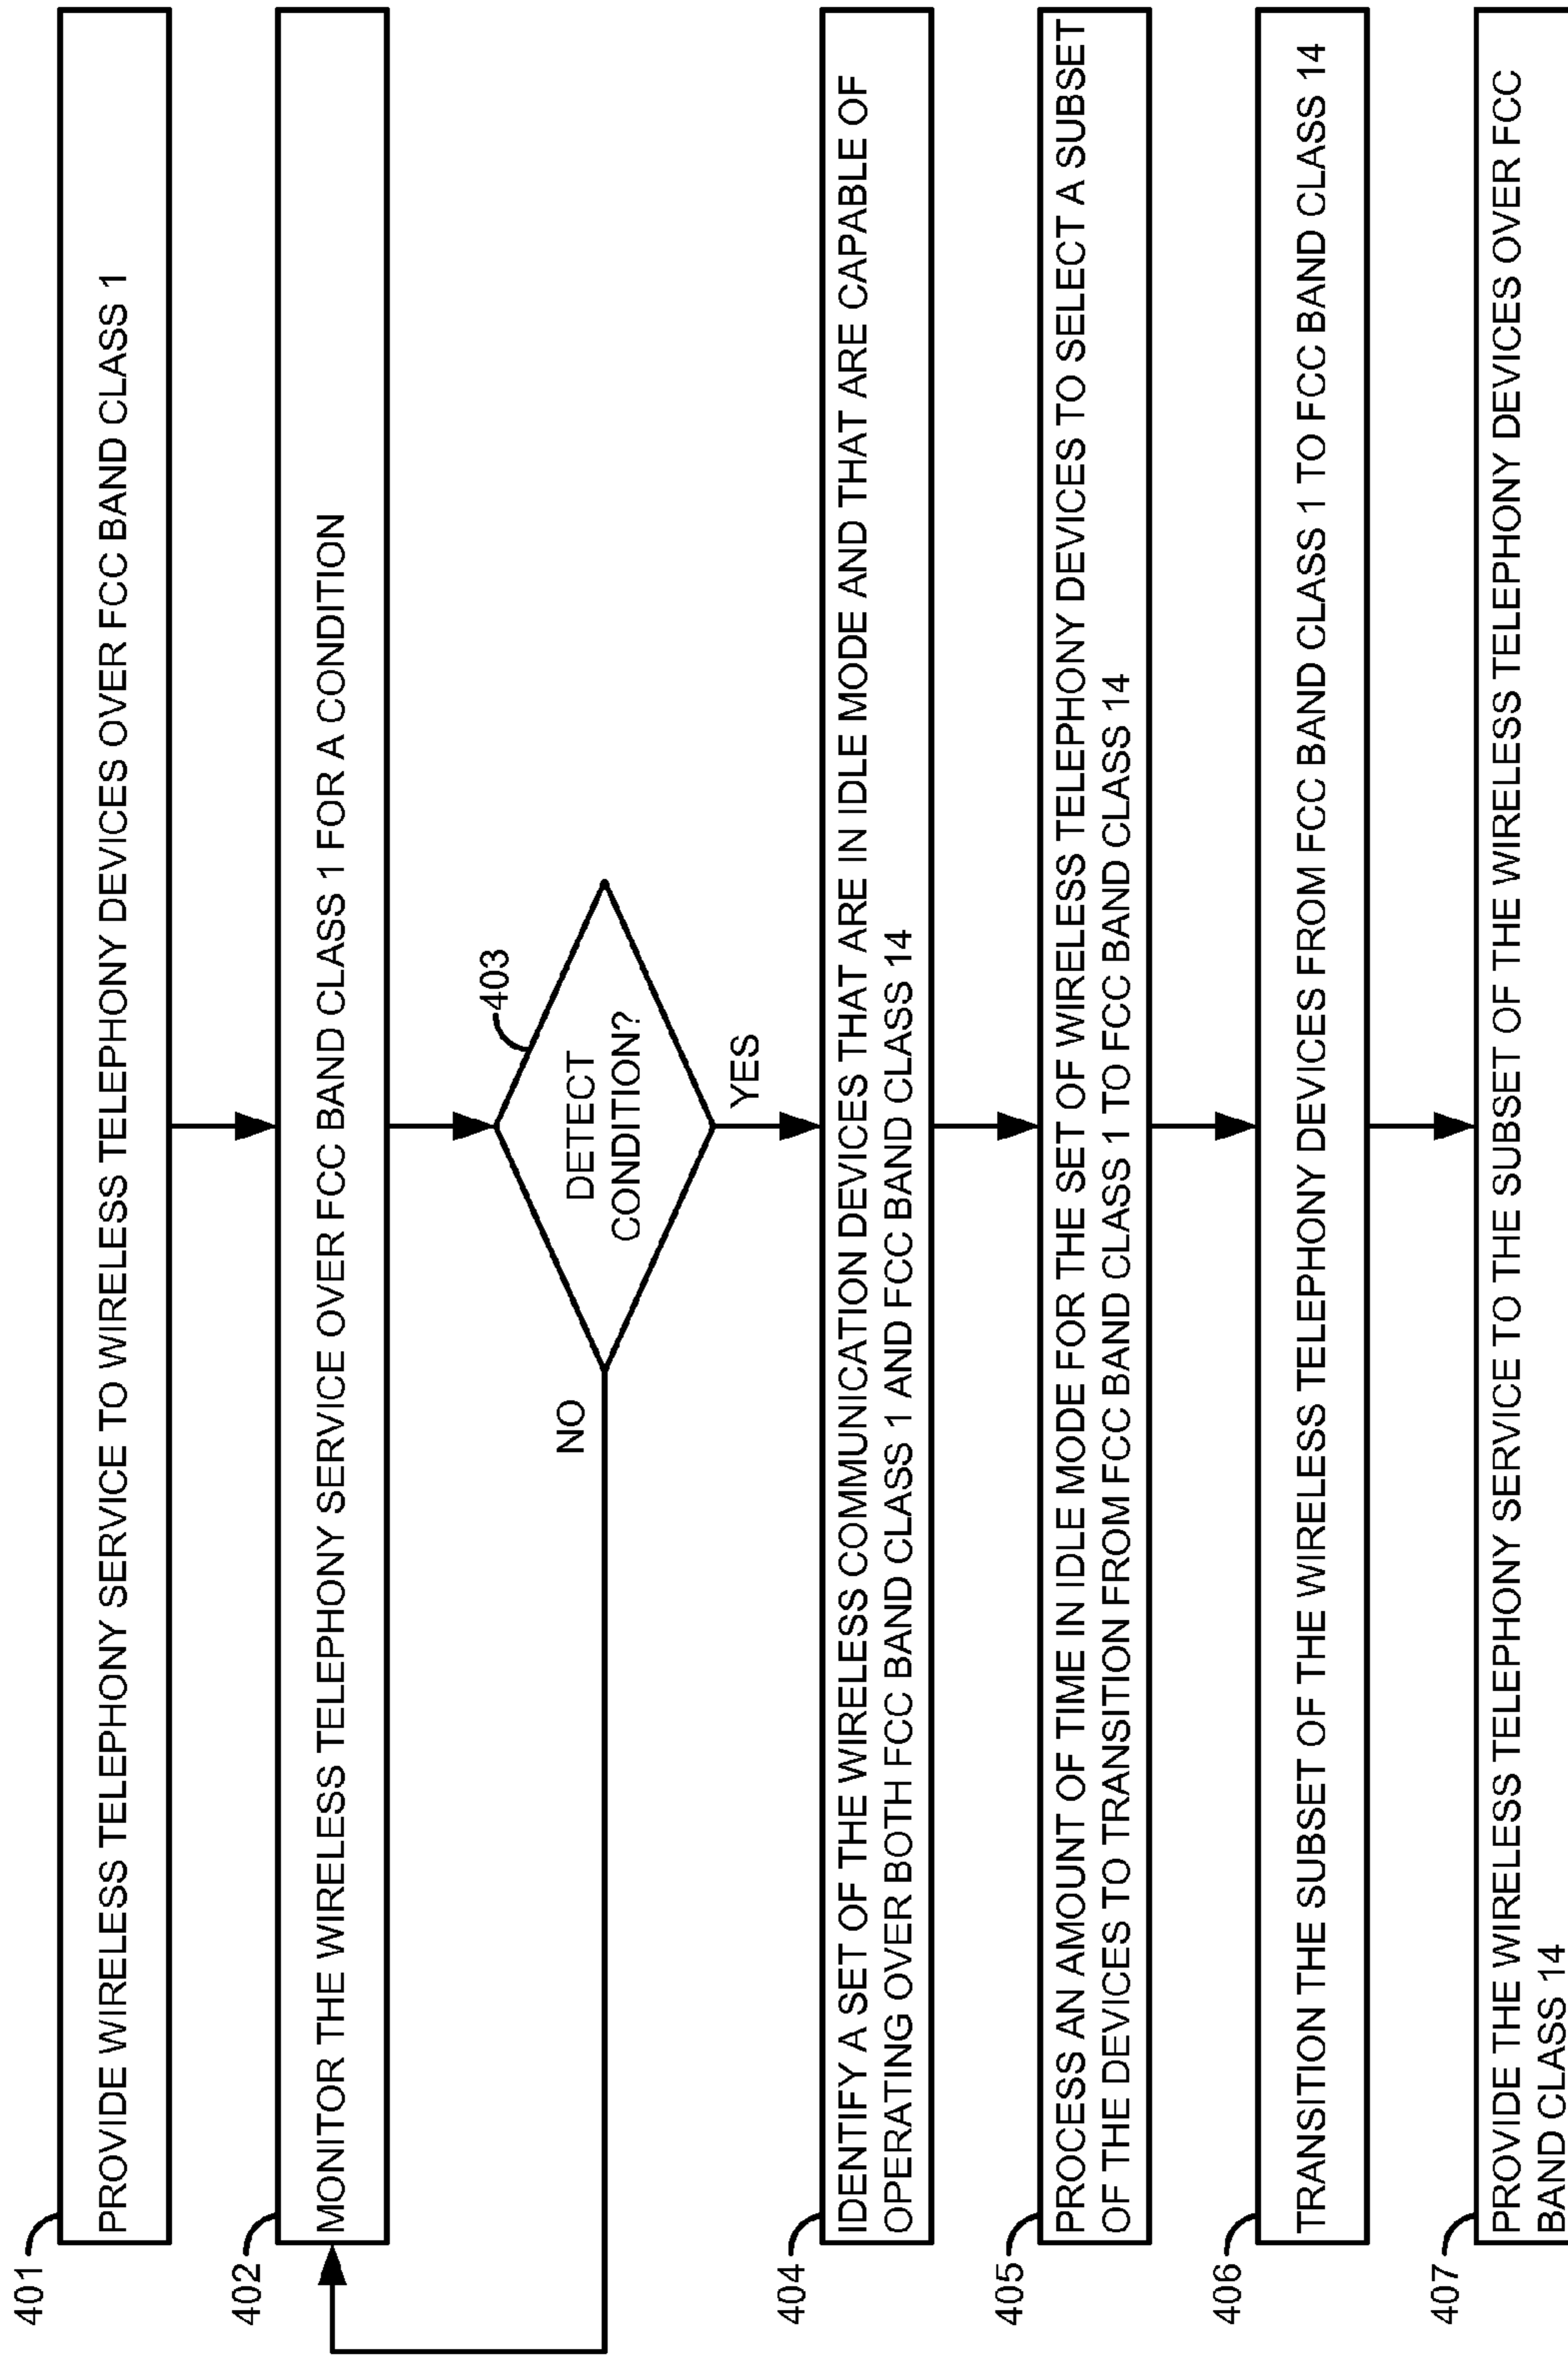 401
PROVIDE WIRELESS TELEPHONY SERVICE TO WIRELESS TELEPHONY DEVICES OVER FCC BAND CLASS 1
402
MONITOR THE WIRELESS TELEPHONY SERVICE OVER FCC BAND CLASS 1 FOR A CONDITION
403
DETECT
CONDITION?
NO
YES
404
IDENTIFY A SET OF THE WIRELESS COMMUNICATION DEVICES THAT ARE IN IDLE MODE AND THAT ARE CAPABLE OF
OPERATING OVER BOTH FCC BAND CLASS 1 AND FCC BAND CLASS 14
405
PROCESS AN AMOUNT OF TIME IN IDLE MODE FOR THE SET OF WIRELESS TELEPHONY DEVICES TO SELECT A SUBSET
OF THE DEVICES TO TRANSITION FROM FCC BAND CLASS 1 TO FCC BAND CLASS 14
406
TRANSITION THE SUBSET OF THE WIRELESS TELEPHONY DEVICES FROM FCC BAND CLASS 1 TO FCC BAND CLASS 14
407
PROVIDE THE WIRELESS TELEPHONY SERVICE TO THE SUBSET OF THE WIRELESS TELEPHONY DEVICES OVER FCC
BAND CLASS 14